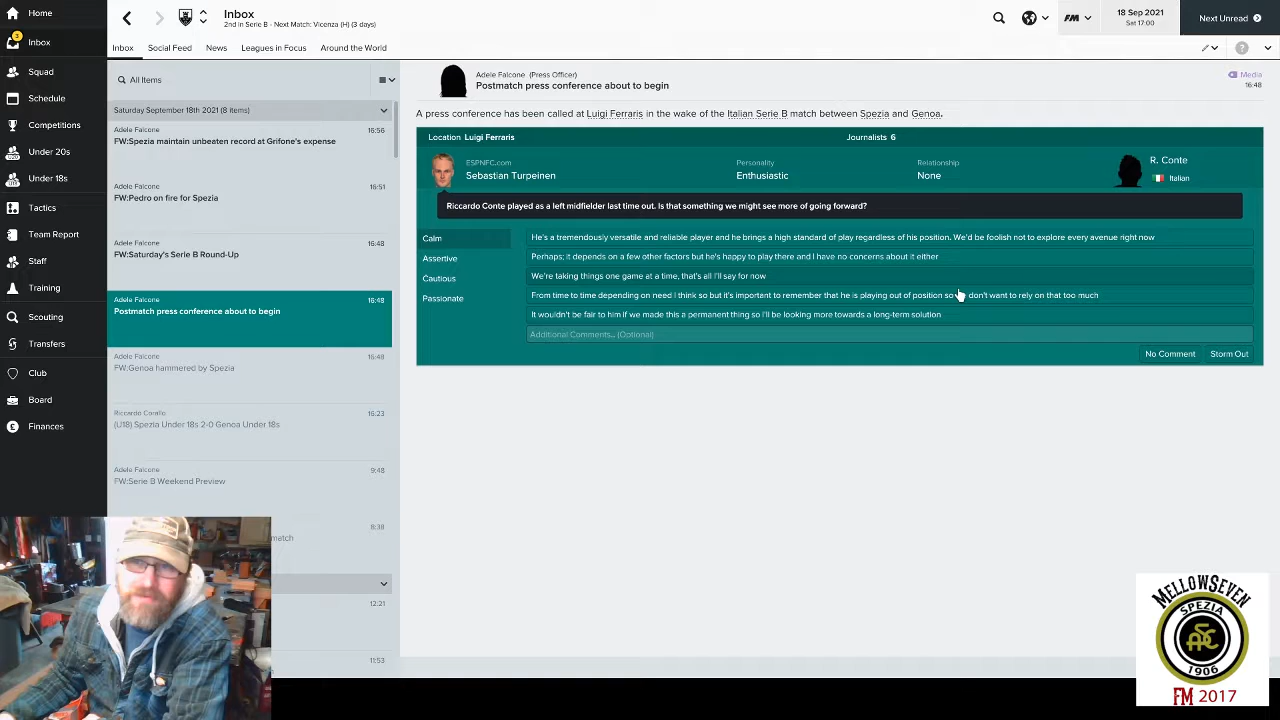 Home
3
Inbox
Squad
Schedule
Competitions
Under 20s
Under 18s
Tactics
Team Report
Staff
Training
Scouting
Transfers
Club
Board
Finances
Inbox
2nd in Serie B - Next Match: Vicenza (H) (3 days)
FM
18 Sep 2021
Sat 17:00
Next Unread
Inbox
Social Feed
News
Leagues in Focus
Around the World
?
All Items
Saturday September 18th 2021 (8 items)
Adele Falcone 16:56
FW:Spezia maintain unbeaten record at Grifone's expense
Adele Falcone 16:51
FW:Pedro on fire for Spezia
Adele Falcone 16:48
FW:Saturday's Serie B Round-Up
Adele Falcone 16:48
Postmatch press conference about to begin
Adele Falcone 16:48
FW:Genoa hammered by Spezia
Riccardo Corallo 16:23
(U18) Spezia Under 18s 2-0 Genoa Under 18s
Adele Falcone 9:48
FW:Serie B Weekend Preview
8:38
match
12:21
11:53
Adele Falcone (Press Officer)
Postmatch press conference about to begin
Media
16:48
A press conference has been called at Luigi Ferraris in the wake of the Italian Serie B match between Spezia and Genoa.
Location Luigi Ferraris
Journalists 6
ESPNFC.com
Sebastian Turpeinen
Personality
Enthusiastic
Relationship
None
R. Conte
Italian
Riccardo Conte played as a left midfielder last time out. Is that something we might see more of going forward?
Calm
Assertive
Cautious
Passionate
He's a tremendously versatile and reliable player and he brings a high standard of play regardless of his position. We'd be foolish not to explore every avenue right now
Perhaps; it depends on a few other factors but he's happy to play there and I have no concerns about it either
We're taking things one game at a time, that's all I'll say for now
From time to time depending on need I think so but it's important to remember that he is playing out of position so don't want to rely on that too much
It wouldn't be fair to him if we made this a permanent thing so I'll be looking more towards a long-term solution
Additional Comments... (Optional)
No Comment
Storm Out
MELLOWSEVEN
SPEZIA
ASC
1906
FM 2017